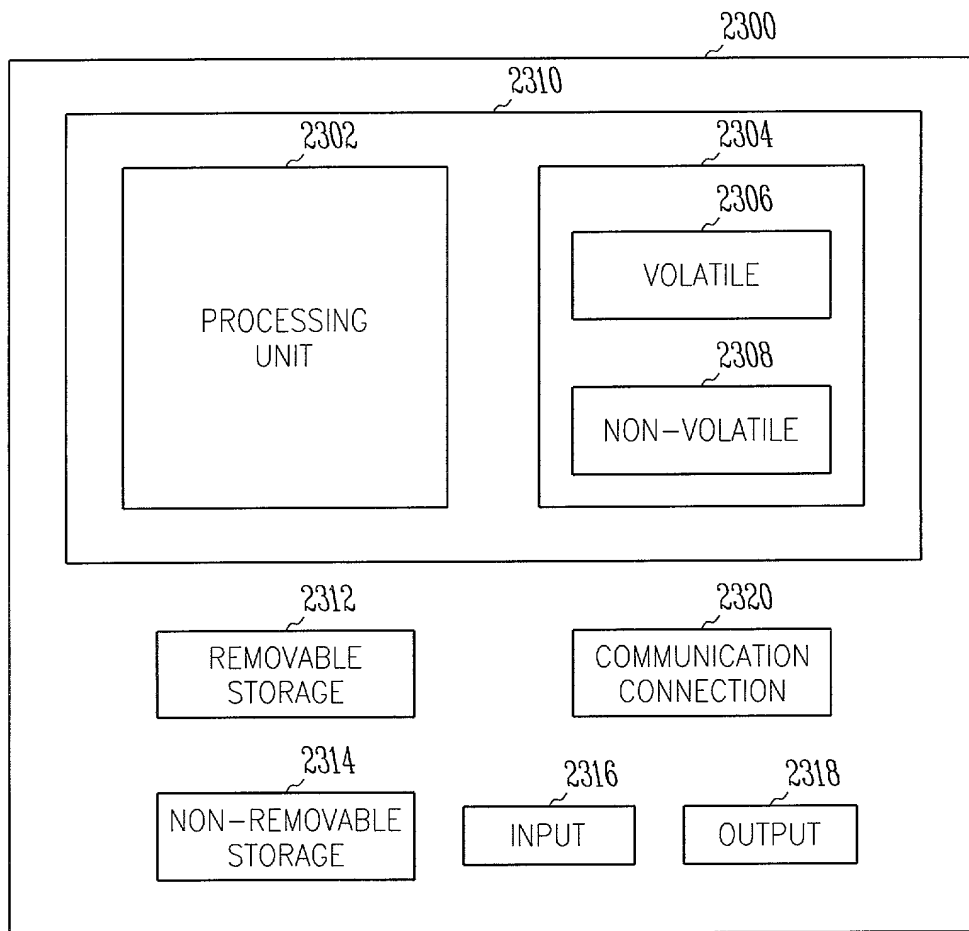 2300
2310
2302
2304
2306
VOLATILE
PROCESSING
UNIT
2308
NON-VOLATILE
2312
REMOVABLE
STORAGE
2320
COMMUNICATION
CONNECTION
2314
NON-REMOVABLE
STORAGE
2316
INPUT
2318
OUTPUT